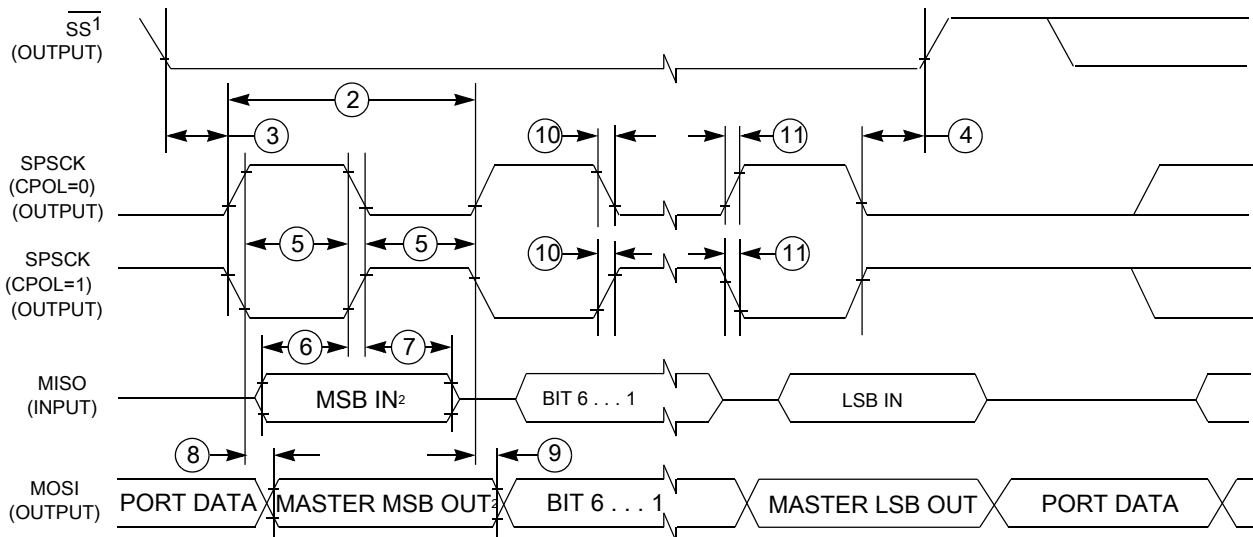 SS1
(OUTPUT)
2
3
10
11
4
SPSCK
(CPOL=0)
(OUTPUT)
5
5
SPSCK
(CPOL=1)
(OUTPUT)
10
11
6
7
MISO
(INPUT)
MSB IN2
BIT 6 . . . 1
LSB IN
8
9
MOSI
(OUTPUT)
PORT DATA
MASTER MSB OUT2
BIT 6 . . . 1
MASTER LSB OUT
PORT DATA